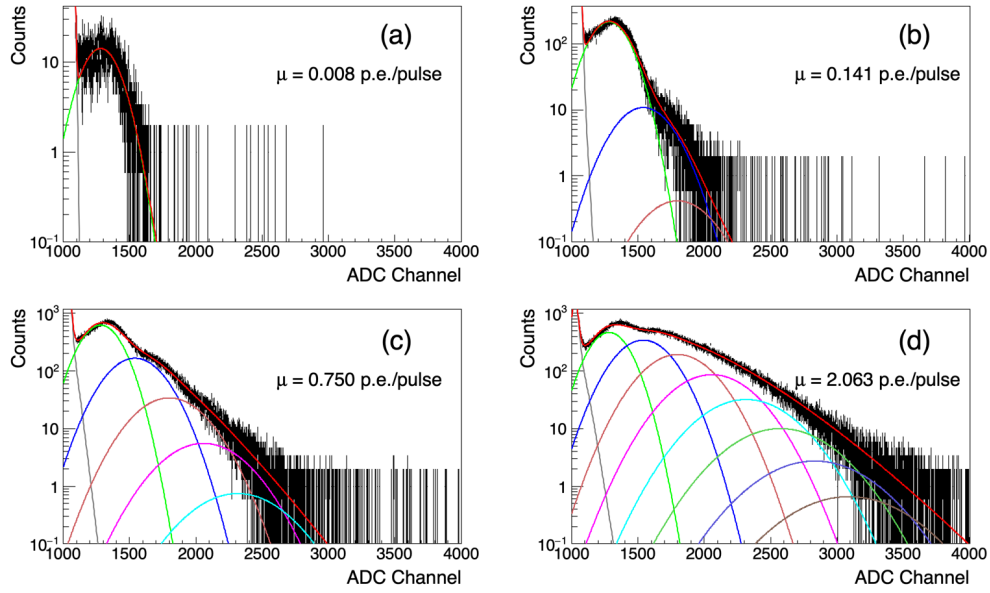 Counts
10
1
10⁻¹
(a)
μ = 0.008 p.e./pulse
1000 1500 2000 2500 3000 3500 4000
ADC Channel
Counts
10²
10
1
10⁻¹
(b)
μ = 0.141 p.e./pulse
1000 1500 2000 2500 3000 3500 4000
ADC Channel
Counts
10³
10²
10
1
10⁻¹
(c)
μ = 0.750 p.e./pulse
1000 1500 2000 2500 3000 3500 4000
ADC Channel
Counts
10³
10²
10
1
10⁻¹
(d)
μ = 2.063 p.e./pulse
1000 1500 2000 2500 3000 3500 4000
ADC Channel